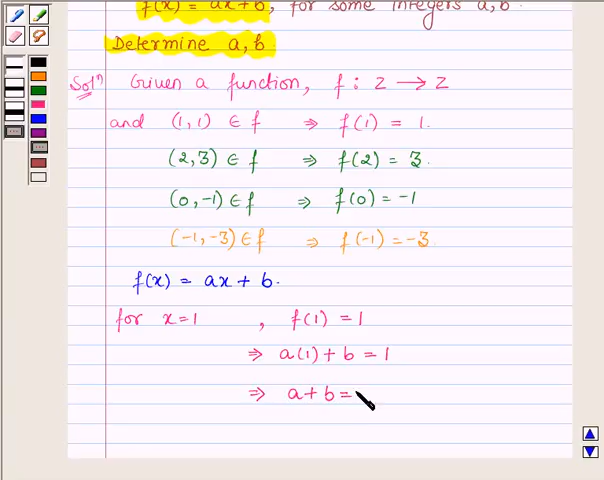 f(x) = ax + b, for some integers a, b.
Determine a, b.
Solⁿ Given a function, f : Z → Z
and (1, 1) ∈ f ⇒ f(1) = 1.
(2, 3) ∈ f ⇒ f(2) = 3.
(0, -1) ∈ f ⇒ f(0) = -1
(-1, -3) ∈ f ⇒ f(-1) = -3.
f(x) = ax + b.
for x = 1 , f(1) = 1
⇒ a(1) + b = 1
⇒ a + b =